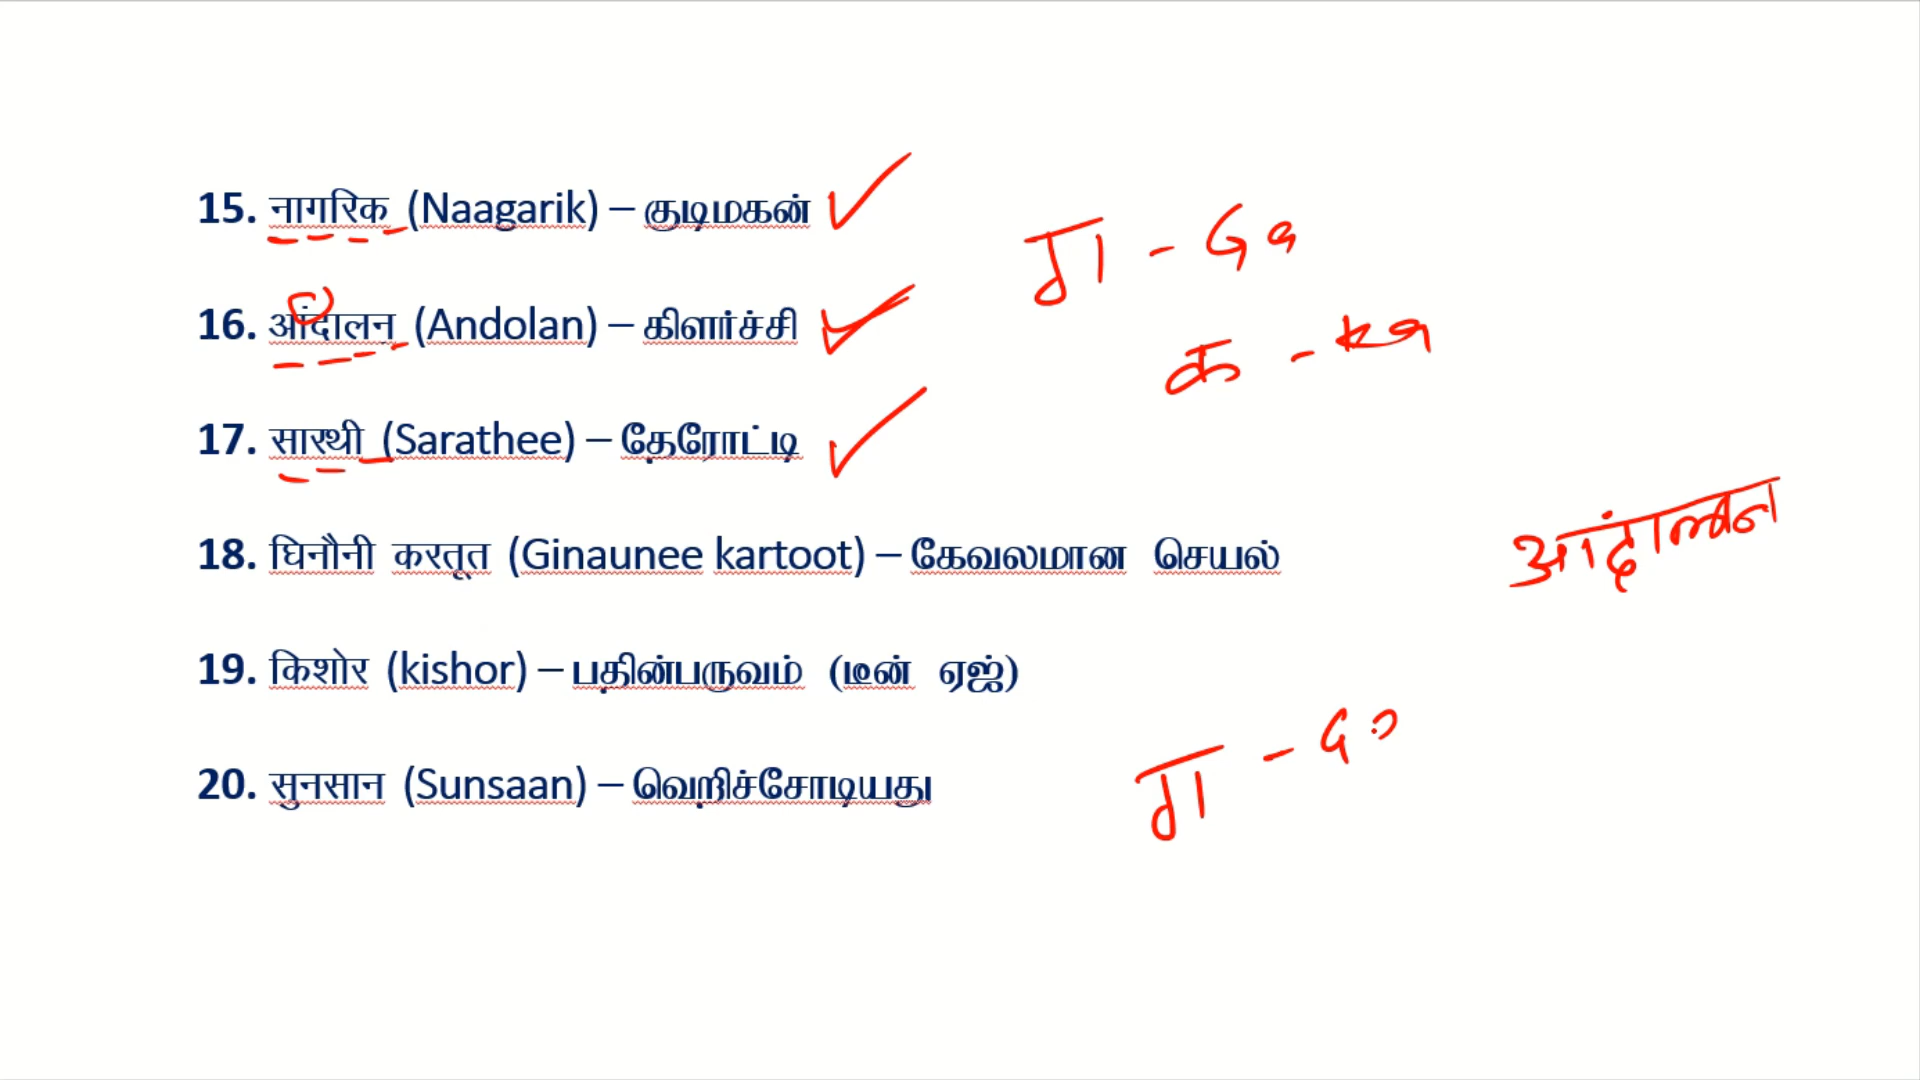 15. नागरिक (Naagarik) – குடிமகன்
16. आंदालन (Andolan) – கிளர்ச்சி
17. सारथी (Sarathee) – தேரோட்டி
18. घिनौनी करतूत (Ginaunee kartoot) – கேவலமான செயல்
19. किशोर (kishor) – பதின்பருவம் (டீன் ஏஜ்)
20. सुनसान (Sunsaan) – வெறிச்சோடியது
ग - Ga
क - ka
आंदालन
ग -